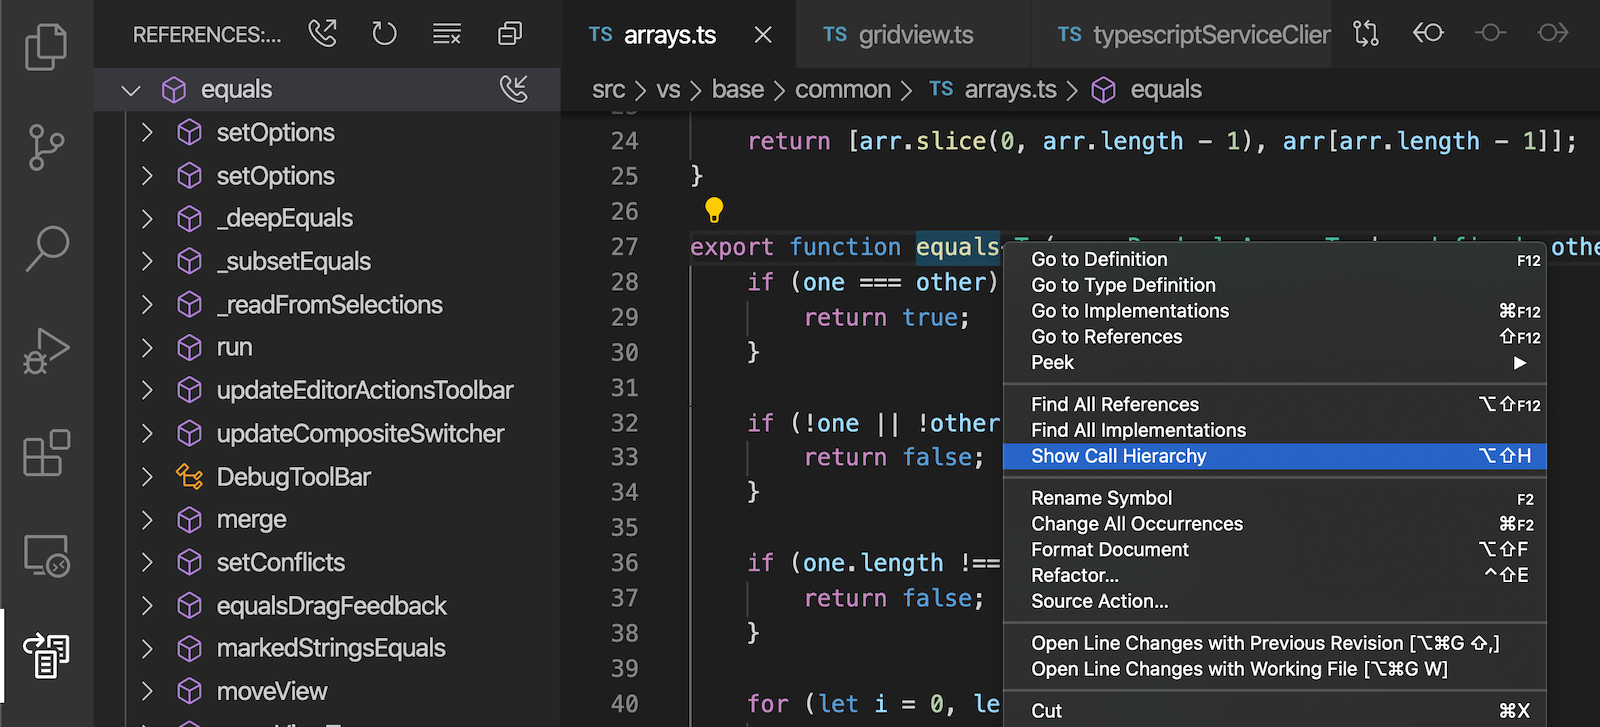 REFERENCES:...
equals
setOptions
setOptions
_deepEquals
_subsetEquals
_readFromSelections
run
updateEditorActionsToolbar
updateCompositeSwitcher
DebugToolBar
merge
setConflicts
equalsDragFeedback
markedStringsEquals
moveView
TS arrays.ts
TS gridview.ts
TS typescriptServiceClier
src > vs > base > common > TS arrays.ts > equals
24 return [arr.slice(0, arr.length - 1), arr[arr.length - 1]];
25 }
26
27 export function equals othe
28 if (one === other)
29 return true;
30 }
31
32 if (!one || !other
33 return false;
34 }
35
36 if (one.length !==
37 return false;
38 }
39
40 for (let i = 0, le
Go to Definition F12
Go to Type Definition
Go to Implementations ⌘F12
Go to References ⇧F12
Peek ▶
Find All References ⌥⇧F12
Find All Implementations
Show Call Hierarchy ⌥⇧H
Rename Symbol F2
Change All Occurrences ⌘F2
Format Document ⌥⇧F
Refactor... ^⇧E
Source Action...
Open Line Changes with Previous Revision [⌥⌘G ⇧,]
Open Line Changes with Working File [⌥⌘G W]
Cut ⌘X